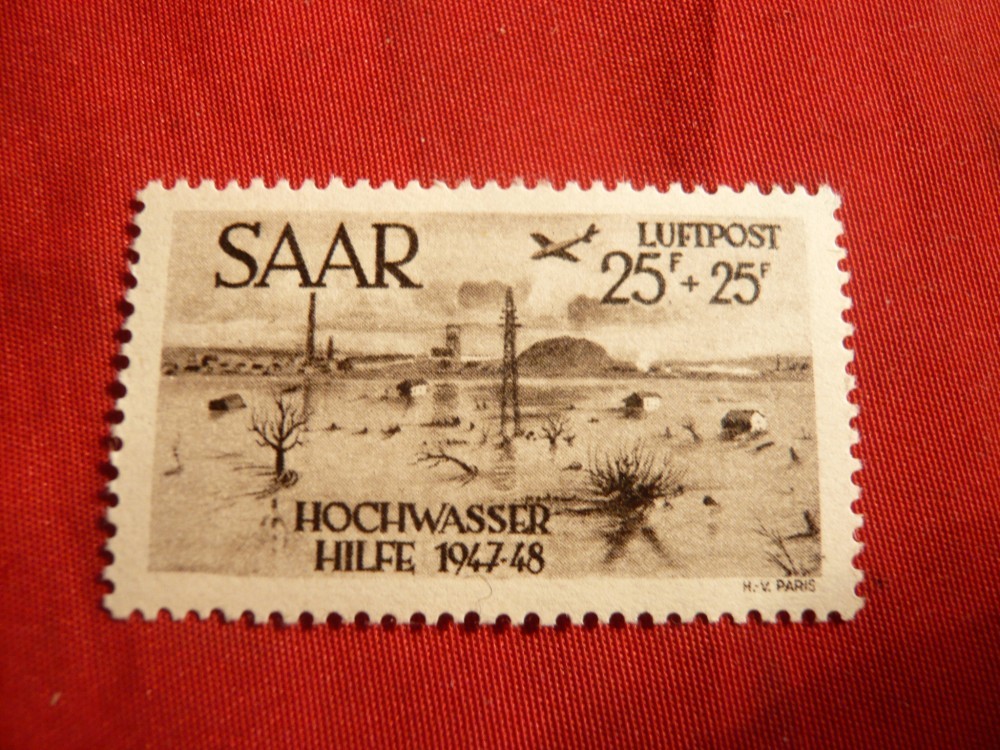 SAAR
LUFTPOST
25F + 25F
HOCHWASSER
HILFE 1947-48
H.-V. PARIS